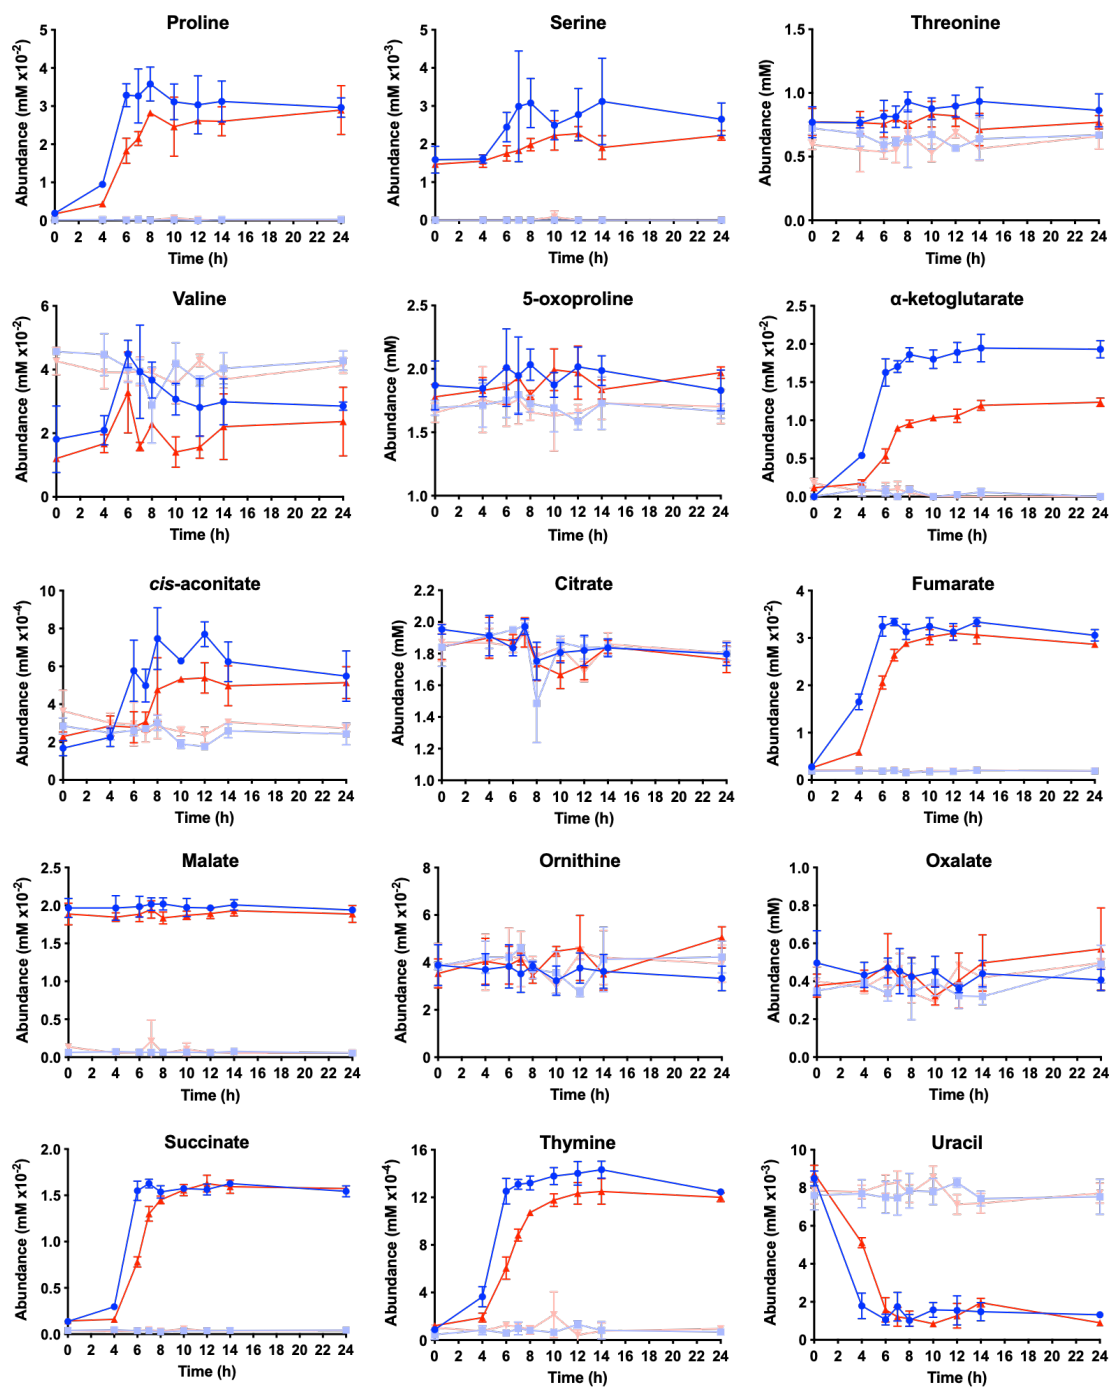 Proline
Abundance (mM x10-2)
5
4
3
2
1
0
0 2 4 6 8 10 12 14 16 18 20 22 24
Time (h)
Serine
Abundance (mM x10-3)
5
4
3
2
1
0
0 2 4 6 8 10 12 14 16 18 20 22 24
Time (h)
Threonine
Abundance (mM)
1.5
1.0
0.5
0.0
0 2 4 6 8 10 12 14 16 18 20 22 24
Time (h)
Valine
Abundance (mM x10-2)
6
4
2
0
0 2 4 6 8 10 12 14 16 18 20 22 24
Time (h)
5-oxoproline
Abundance (mM)
2.5
2.0
1.5
1.0
0 2 4 6 8 10 12 14 16 18 20 22 24
Time (h)
α-ketoglutarate
Abundance (mM x10-2)
2.5
2.0
1.5
1.0
0.5
0.0
0 2 4 6 8 10 12 14 16 18 20 22 24
Time (h)
cis-aconitate
Abundance (mM x10-4)
10
8
6
4
2
0
0 2 4 6 8 10 12 14 16 18 20 22 24
Time (h)
Citrate
Abundance (mM)
2.2
2.0
1.8
1.6
1.4
1.2
1.0
0 2 4 6 8 10 12 14 16 18 20 22 24
Time (h)
Fumarate
Abundance (mM x10-2)
4
3
2
1
0
0 2 4 6 8 10 12 14 16 18 20 22 24
Time (h)
Malate
Abundance (mM x10-2)
2.5
2.0
1.5
1.0
0.5
0.0
0 2 4 6 8 10 12 14 16 18 20 22 24
Time (h)
Ornithine
Abundance (mM x10-2)
8
6
4
2
0
0 2 4 6 8 10 12 14 16 18 20 22 24
Time (h)
Oxalate
Abundance (mM)
1.0
0.8
0.6
0.4
0.2
0.0
0 2 4 6 8 10 12 14 16 18 20 22 24
Time (h)
Succinate
Abundance (mM x10-2)
2.0
1.5
1.0
0.5
0.0
0 2 4 6 8 10 12 14 16 18 20 22 24
Time (h)
Thymine
Abundance (mM x10-4)
16
12
8
4
0
0 2 4 6 8 10 12 14 16 18 20 22 24
Time (h)
Uracil
Abundance (mM x10-3)
10
8
6
4
2
0
0 2 4 6 8 10 12 14 16 18 20 22 24
Time (h)